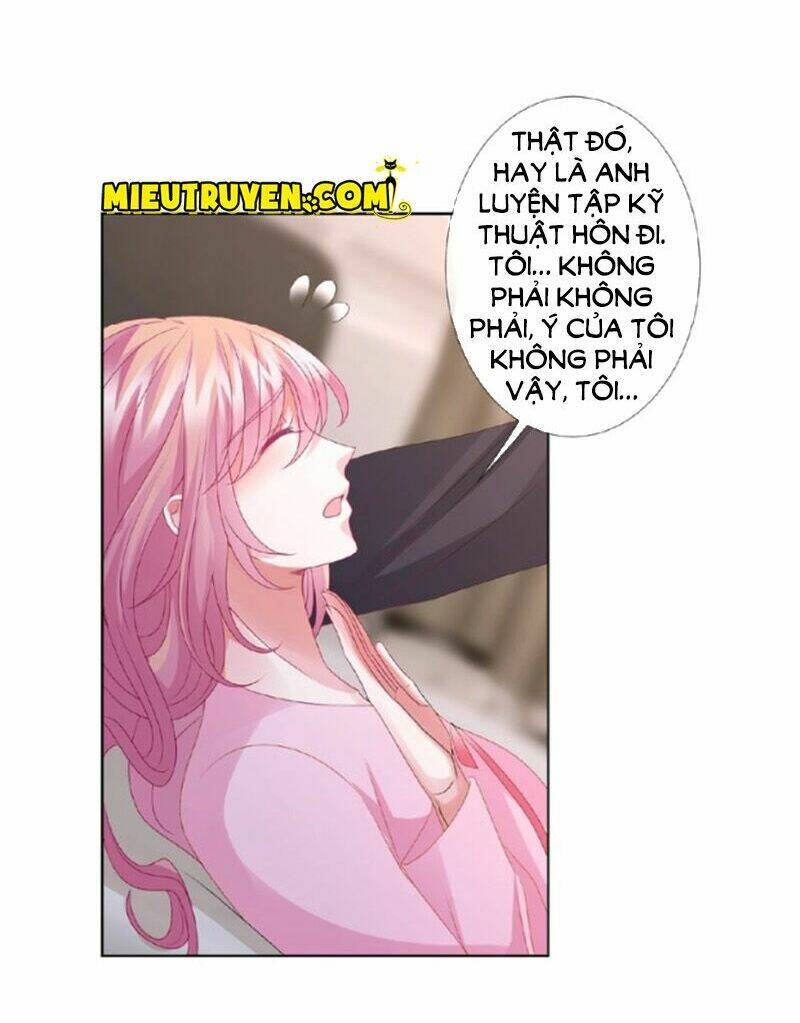 MIEUTRUYEN.COM
THẬT ĐÓ,
HAY LÀ ANH
LUYỆN TẬP KỸ
THUẬT HÔN ĐI.
TÔI... KHÔNG
PHẢI KHÔNG
PHẢI, Ý CỦA TÔI
KHÔNG PHẢI
VẬY, TÔI...